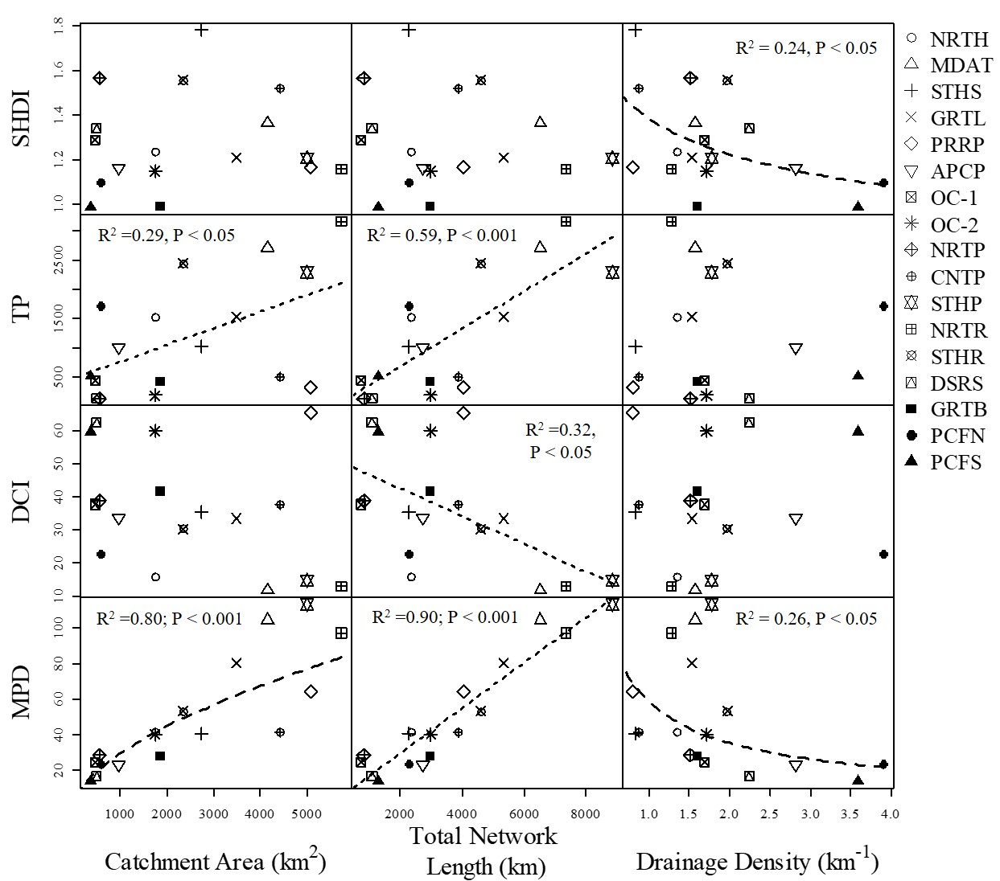 SHDI
1.0 1.2 1.4 1.6 1.8
R2 = 0.24, P < 0.05
TP
500 1500 2500
R2 =0.29, P < 0.05
R2 = 0.59, P < 0.001
DCI
10 20 30 40 50 60
R2 =0.32,
P < 0.05
MPD
20 40 60 80 100
R2 =0.80; P < 0.001
R2 =0.90; P < 0.001
R2 = 0.26, P < 0.05
1000 2000 3000 4000 5000
2000 4000 6000 8000
1.0 1.5 2.0 2.5 3.0 3.5 4.0
Catchment Area (km2)
Total Network
Length (km)
Drainage Density (km-1)
NRTH
MDAT
STHS
GRTL
PRRP
APCP
OC-1
OC-2
NRTP
CNTP
STHP
NRTR
STHR
DSRS
GRTB
PCFN
PCFS